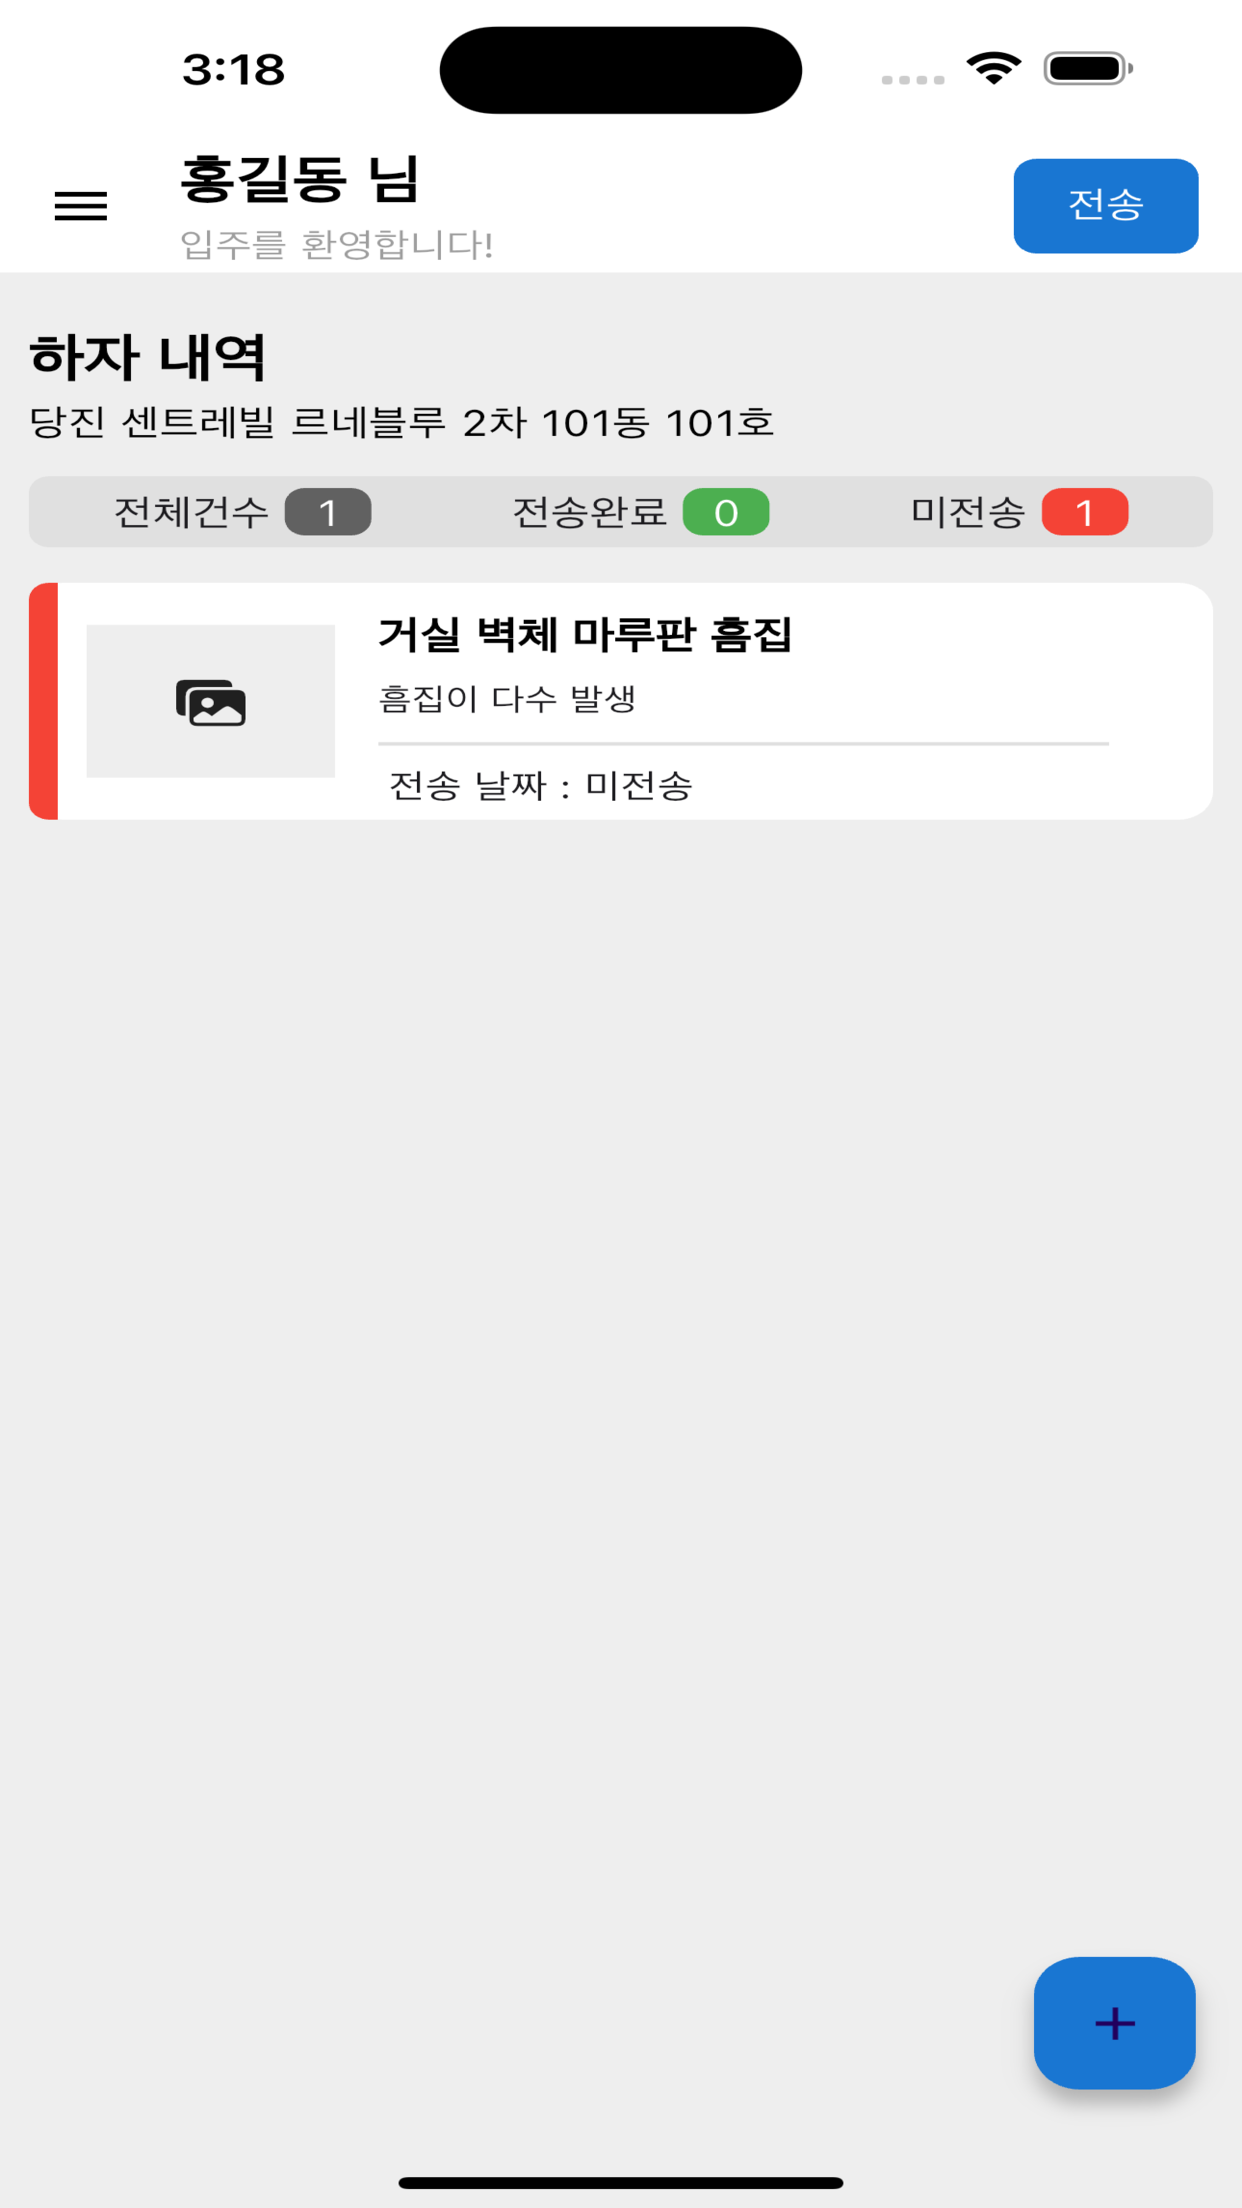 3:18
홍길동 님
입주를 환영합니다!
전송
하자 내역
당진 센트레빌 르네블루 2차 101동 101호
전체건수 1 전송완료 0 미전송 1
거실 벽체 마루판 흠집
흠집이 다수 발생
전송 날짜 : 미전송